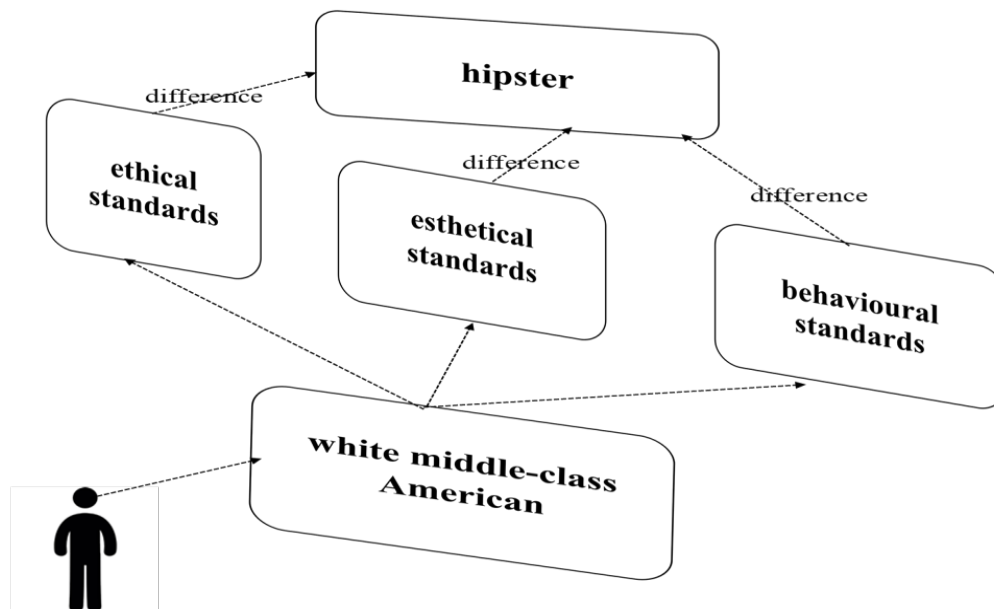 hipster
difference
ethical
standards
difference
esthetical
standards
difference
behavioural
standards
white middle-class
American